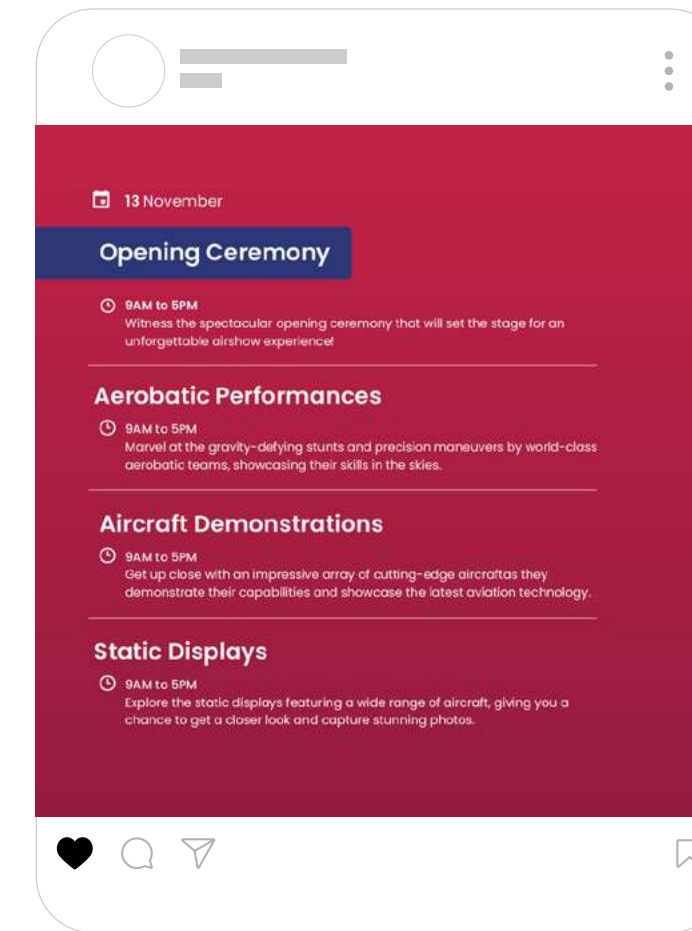 13 November
Opening Ceremony
9AM to 5PM
Witness the spectacular opening ceremony that will set the stage for an
unforgettable airshow experience!
Aerobatic Performances
9AM to 5PM
Marvel at the gravity-defying stunts and precision maneuvers by world-class
aerobatic teams, showcasing their skills in the skies.
Aircraft Demonstrations
9AM to 5PM
Get up close with an impressive array of cutting-edge aircraftas they
demonstrate their capabilities and showcase the latest aviation technology.
Static Displays
9AM to 5PM
Explore the static displays featuring a wide range of aircraft, giving you a
chance to get a closer look and capture stunning photos.